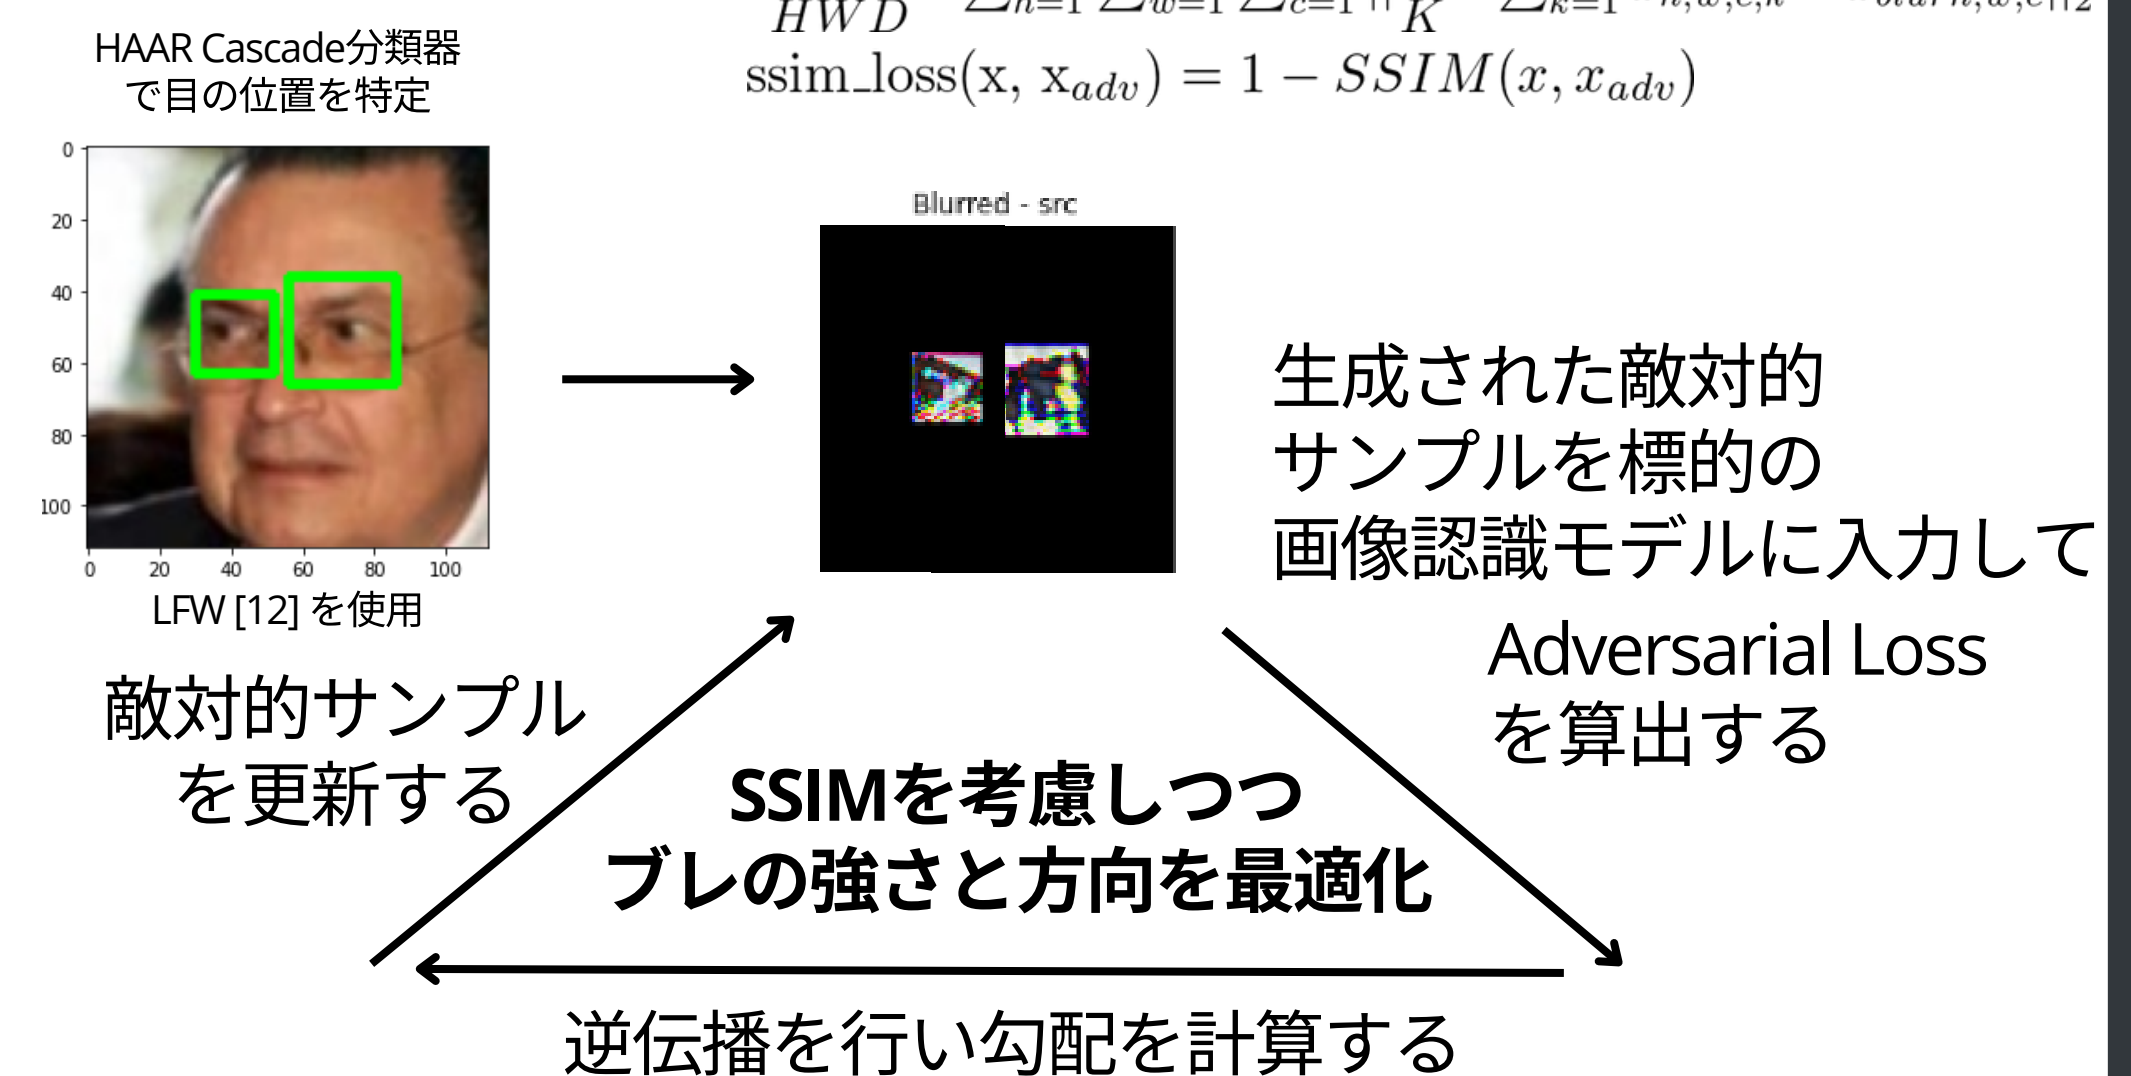 HWD
K
HAAR Cascade分類器
で目の位置を特定
ssim_loss(x, x_adv) = 1 − SSIM(x, x_adv)
0
20
40
60
80
100
0 20 40 60 80 100
LFW [12] を使用
Blurred - src
生成された敵対的
サンプルを標的の
画像認識モデルに入力して
Adversarial Loss
を算出する
敵対的サンプル
を更新する
SSIMを考慮しつつ
ブレの強さと方向を最適化
逆伝播を行い勾配を計算する